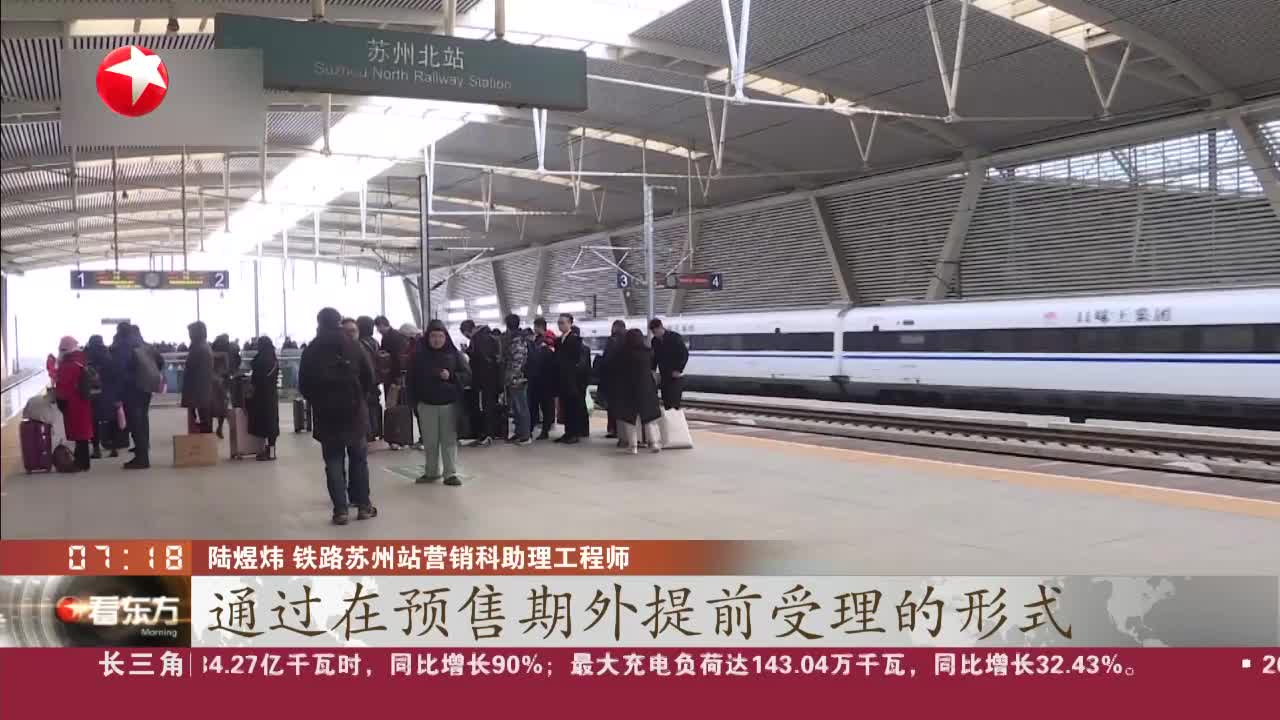 苏州北站
Suzhou North Railway Station
1 2
3 4
07:18 陆煜炜 铁路苏州站营销科助理工程师
看东方
Morning
通过在预售期外提前受理的形式
长三角 34.27亿千瓦时，同比增长90%；最大充电负荷达143.04万千瓦，同比增长32.43%。 ▪ 20